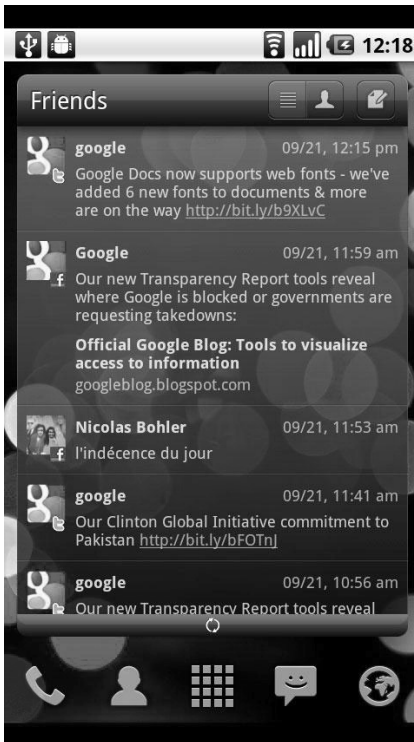 12:18
Friends
google 09/21, 12:15 pm
Google Docs now supports web fonts - we've
added 6 new fonts to documents & more
are on the way http://bit.ly/b9XLvC
Google 09/21, 11:59 am
Our new Transparency Report tools reveal
where Google is blocked or governments are
requesting takedowns:
Official Google Blog: Tools to visualize
access to information
googleblog.blogspot.com
Nicolas Bohler 09/21, 11:53 am
l'indécence du jour
google 09/21, 11:41 am
Our Clinton Global Initiative commitment to
Pakistan http://bit.ly/bFOTnJ
google 09/21, 10:56 am
Our new Transparency Report tools reveal